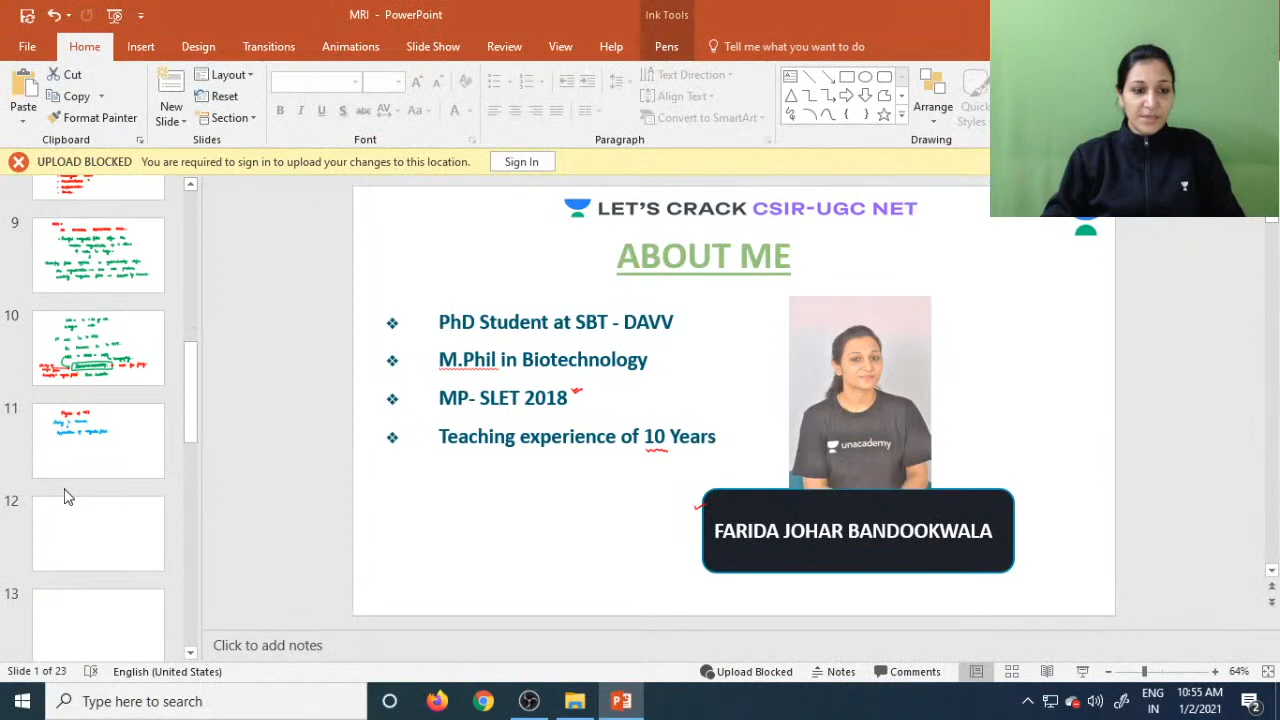 MRI - PowerPoint
Ink Tools
File
Home
Insert
Design
Transitions
Animations
Slide Show
Review
View
Help
Pens
Tell me what you want to do
Paste
Cut
Copy
Format Painter
New
Slide
Layout
Reset
Section
Text Direction
Align Text
Convert to SmartArt
Arrange
Quick
Styles
Clipboard
Slides
Font
Paragraph
Drawing
UPLOAD BLOCKED You are required to sign in to upload your changes to this location.
Sign In
9
10
11
12
13
LET'S CRACK CSIR-UGC NET
ABOUT ME
❖ PhD Student at SBT - DAVV
❖ M.Phil in Biotechnology
❖ MP- SLET 2018
❖ Teaching experience of 10 Years
unacademy
FARIDA JOHAR BANDOOKWALA
Click to add notes
Slide 1 of 23
English (United States)
Upload Blocked
Notes
Comments
64%
Type here to search
ENG
IN
10:55 AM
1/2/2021
2